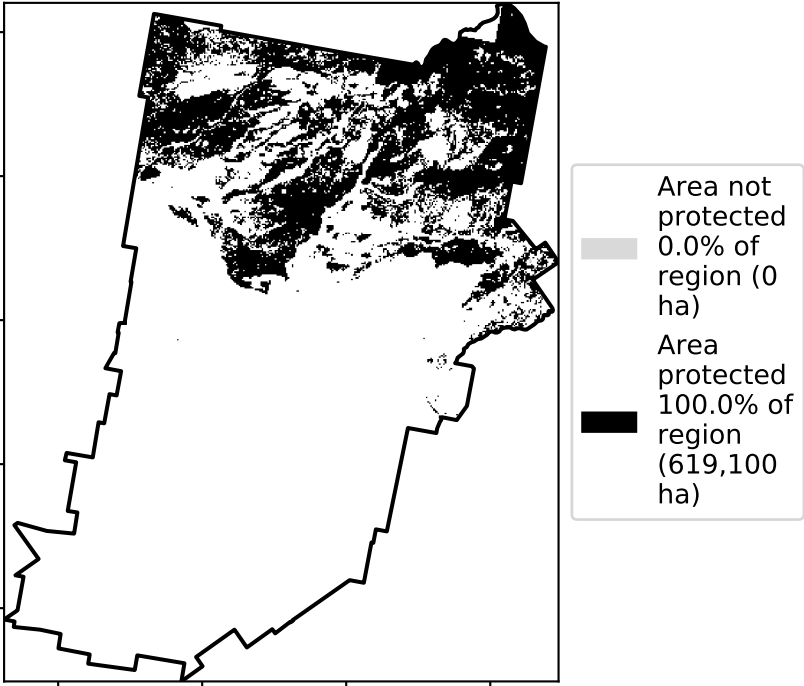 Area not
protected
0.0% of
region (0
ha)
Area
protected
100.0% of
region
(619,100
ha)